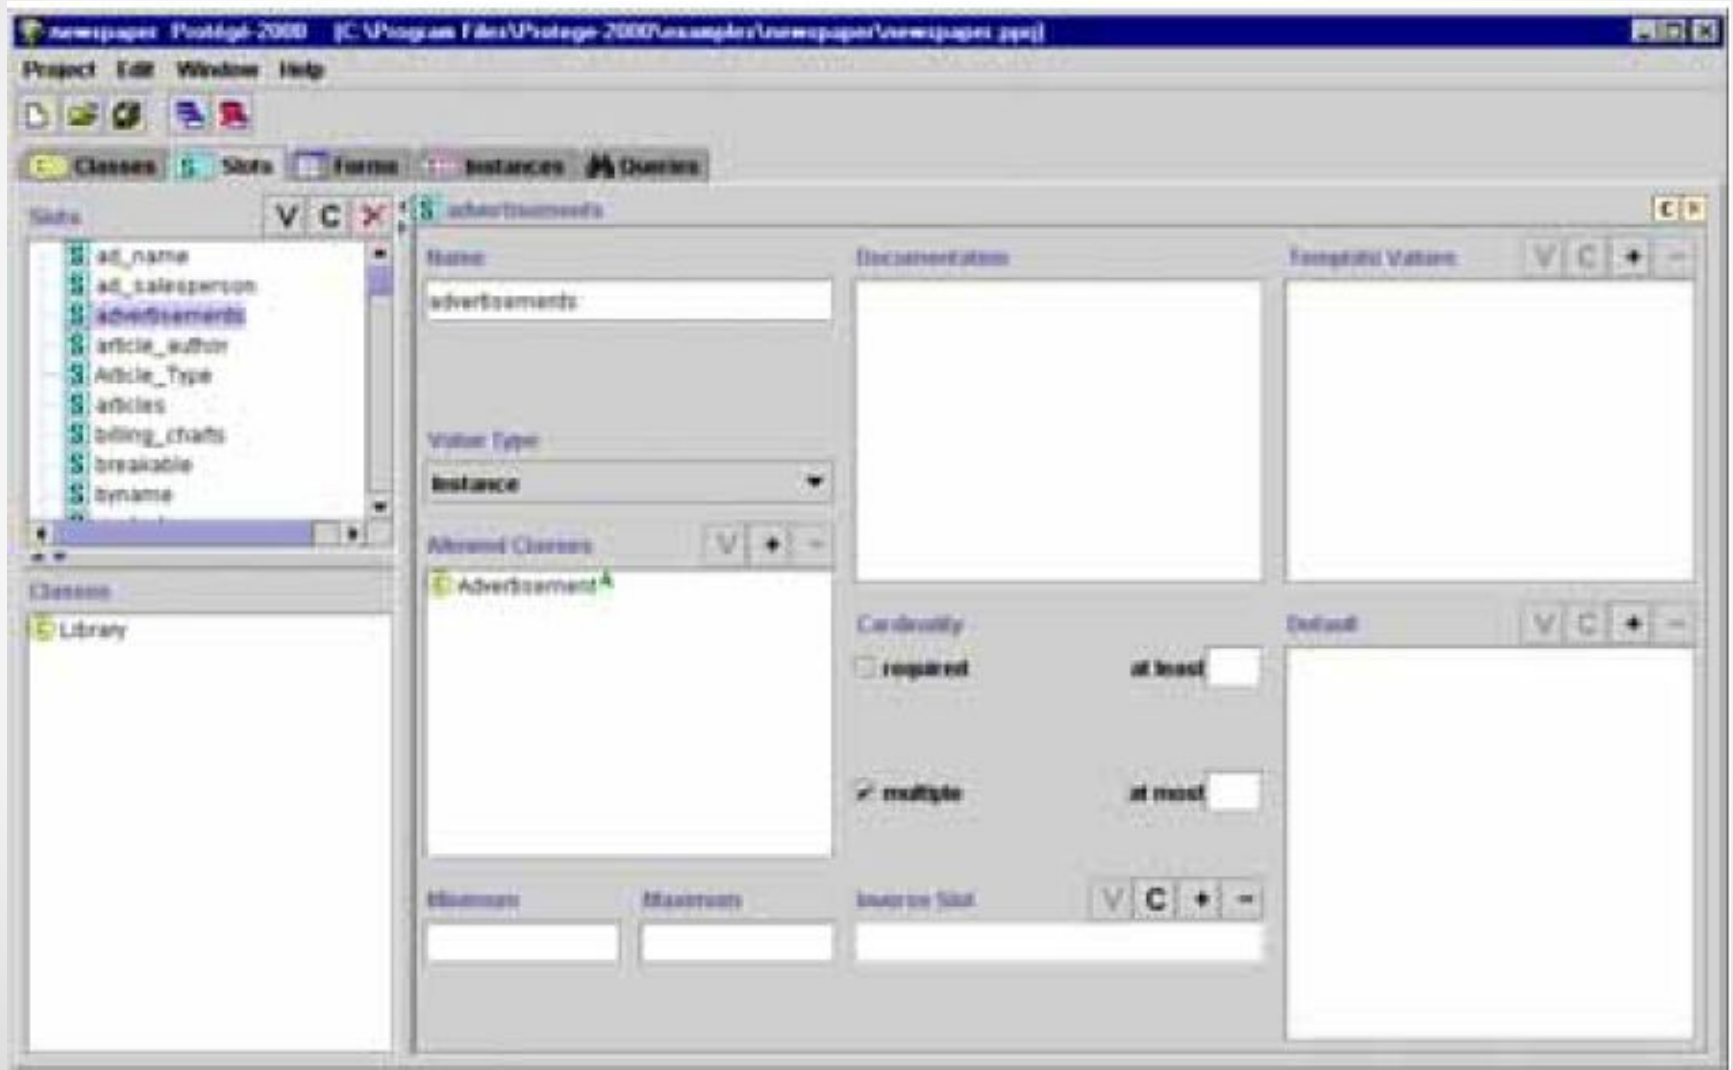 newspaper Protégé-2000 (C:\Program Files\Protege-2000\examples\newspaper\newspaper.pprj)
Project Edit Window Help
C Classes S Slots Forms Instances Queries
Slots V C
S ad_name
S ad_salesperson
S advertisements
S article_author
S Article_Type
S articles
S billing_charts
S breakable
S byname
Classes
C Library
S advertisements C
Name
advertisements
Value Type
Instance
Allowed Classes V + -
C Advertisement A
Minimum Maximum
Documentation
Cardinality
required at least
multiple at most
Inverse Slot V C + -
Template Values V C + -
Default V C + -